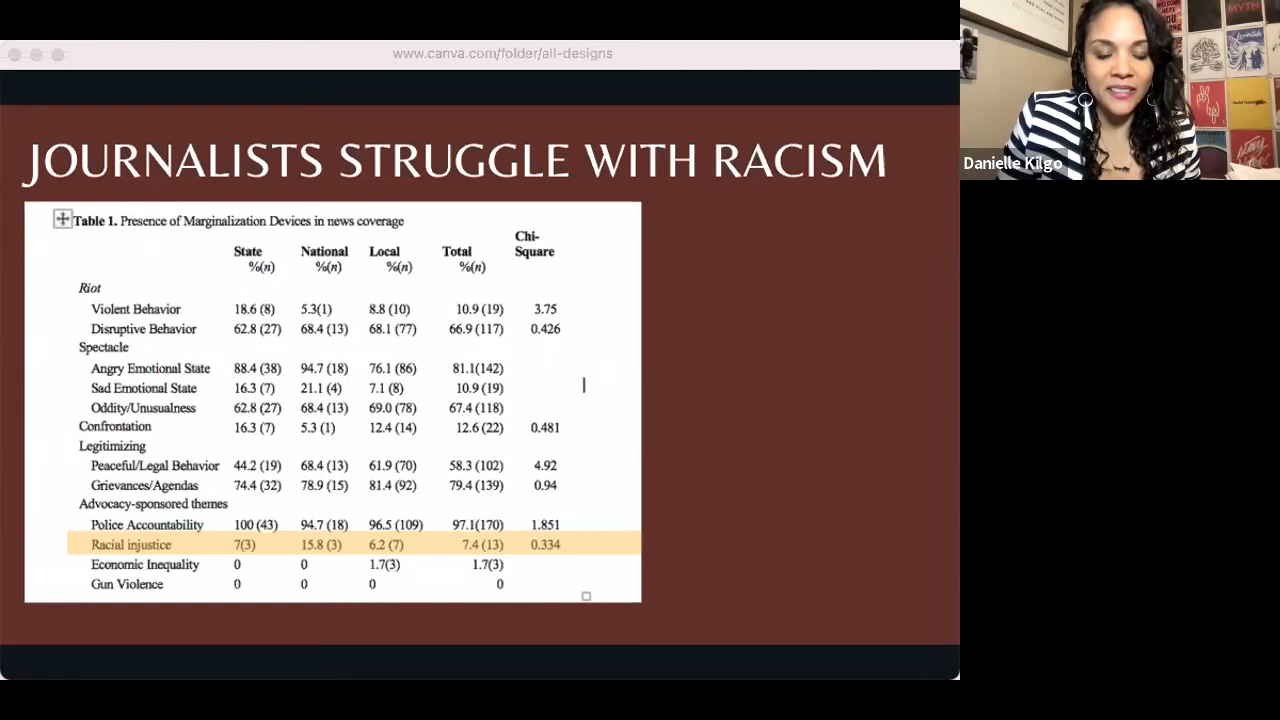 www.canva.com/folder/all-designs
JOURNALISTS STRUGGLE WITH RACISM
Table 1. Presence of Marginalization Devices in news coverage
State %(n) National %(n) Local %(n) Total %(n) Chi-Square
Riot
Violent Behavior 18.6 (8) 5.3(1) 8.8 (10) 10.9 (19) 3.75
Disruptive Behavior 62.8 (27) 68.4 (13) 68.1 (77) 66.9 (117) 0.426
Spectacle
Angry Emotional State 88.4 (38) 94.7 (18) 76.1 (86) 81.1(142)
Sad Emotional State 16.3 (7) 21.1 (4) 7.1 (8) 10.9 (19)
Oddity/Unusualness 62.8 (27) 68.4 (13) 69.0 (78) 67.4 (118)
Confrontation 16.3 (7) 5.3 (1) 12.4 (14) 12.6 (22) 0.481
Legitimizing
Peaceful/Legal Behavior 44.2 (19) 68.4 (13) 61.9 (70) 58.3 (102) 4.92
Grievances/Agendas 74.4 (32) 78.9 (15) 81.4 (92) 79.4 (139) 0.94
Advocacy-sponsored themes
Police Accountability 100 (43) 94.7 (18) 96.5 (109) 97.1(170) 1.851
Racial injustice 7(3) 15.8 (3) 6.2 (7) 7.4 (13) 0.334
Economic Inequality 0 0 1.7(3) 1.7(3)
Gun Violence 0 0 0 0
Danielle Kilgo
MYTH